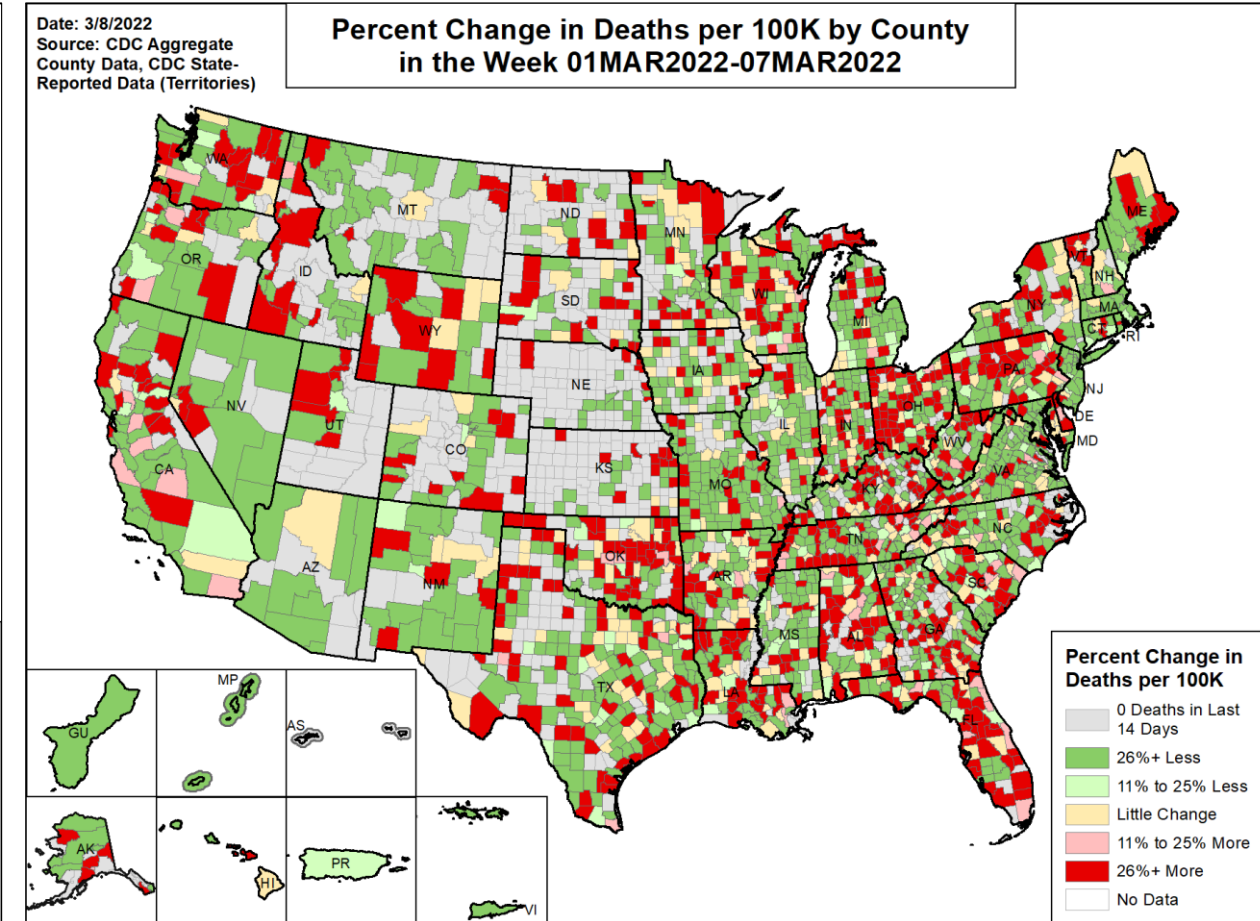 Date: 3/8/2022
Source: CDC Aggregate
County Data, CDC State-
Reported Data (Territories)
Percent Change in Deaths per 100K by County
in the Week 01MAR2022-07MAR2022
WA
MT
ND
MN
ME
OR
ID
SD
WI
VT
NH
WY
MI
NY
MA
CT
RI
IA
PA
NE
NJ
NV
OH
UT
IL
IN
DE
CO
WV
MD
CA
KS
MO
VA
KY
NC
TN
AZ
OK
NM
AR
SC
MS
AL
GA
TX
LA
FL
MP
GU
AS
AK
HI
PR
VI
Percent Change in
Deaths per 100K
0 Deaths in Last
14 Days
26%+ Less
11% to 25% Less
Little Change
11% to 25% More
26%+ More
No Data